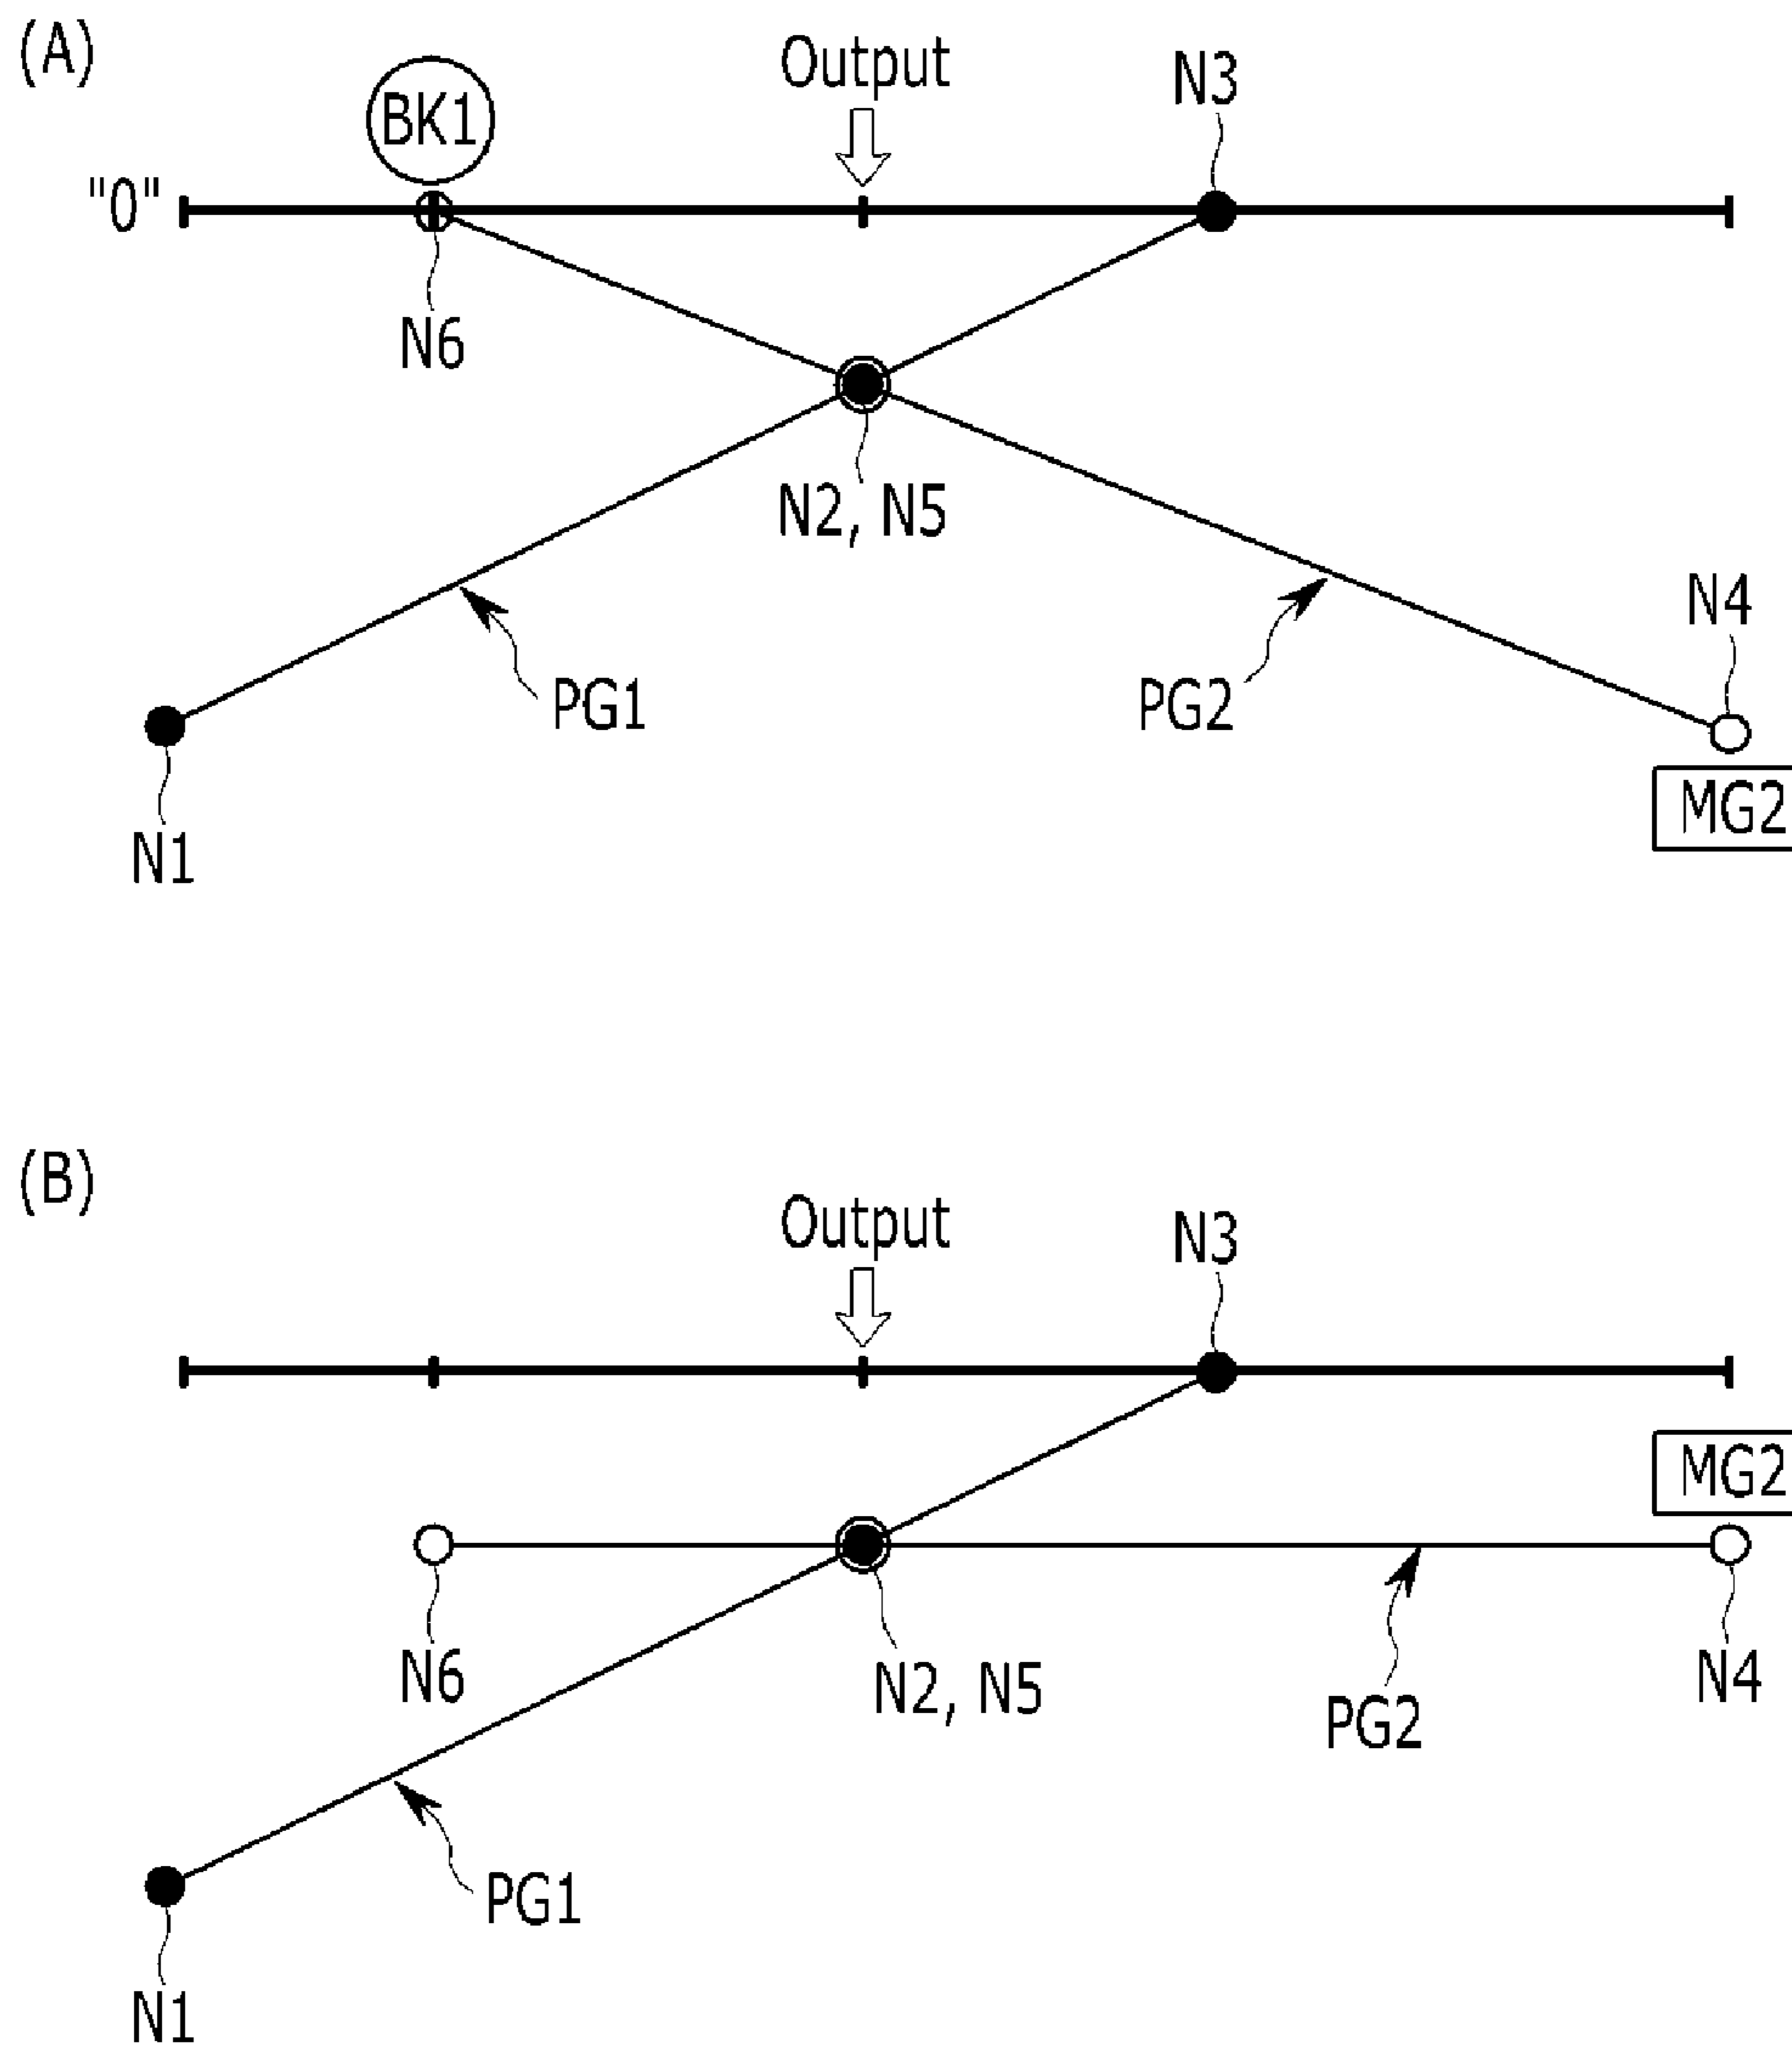 (A)
Output
N3
BK1
"0"
N6
N2, N5
N4
PG1
PG2
MG2
N1
(B)
Output
N3
MG2
N6
N2, N5
N4
PG2
PG1
N1